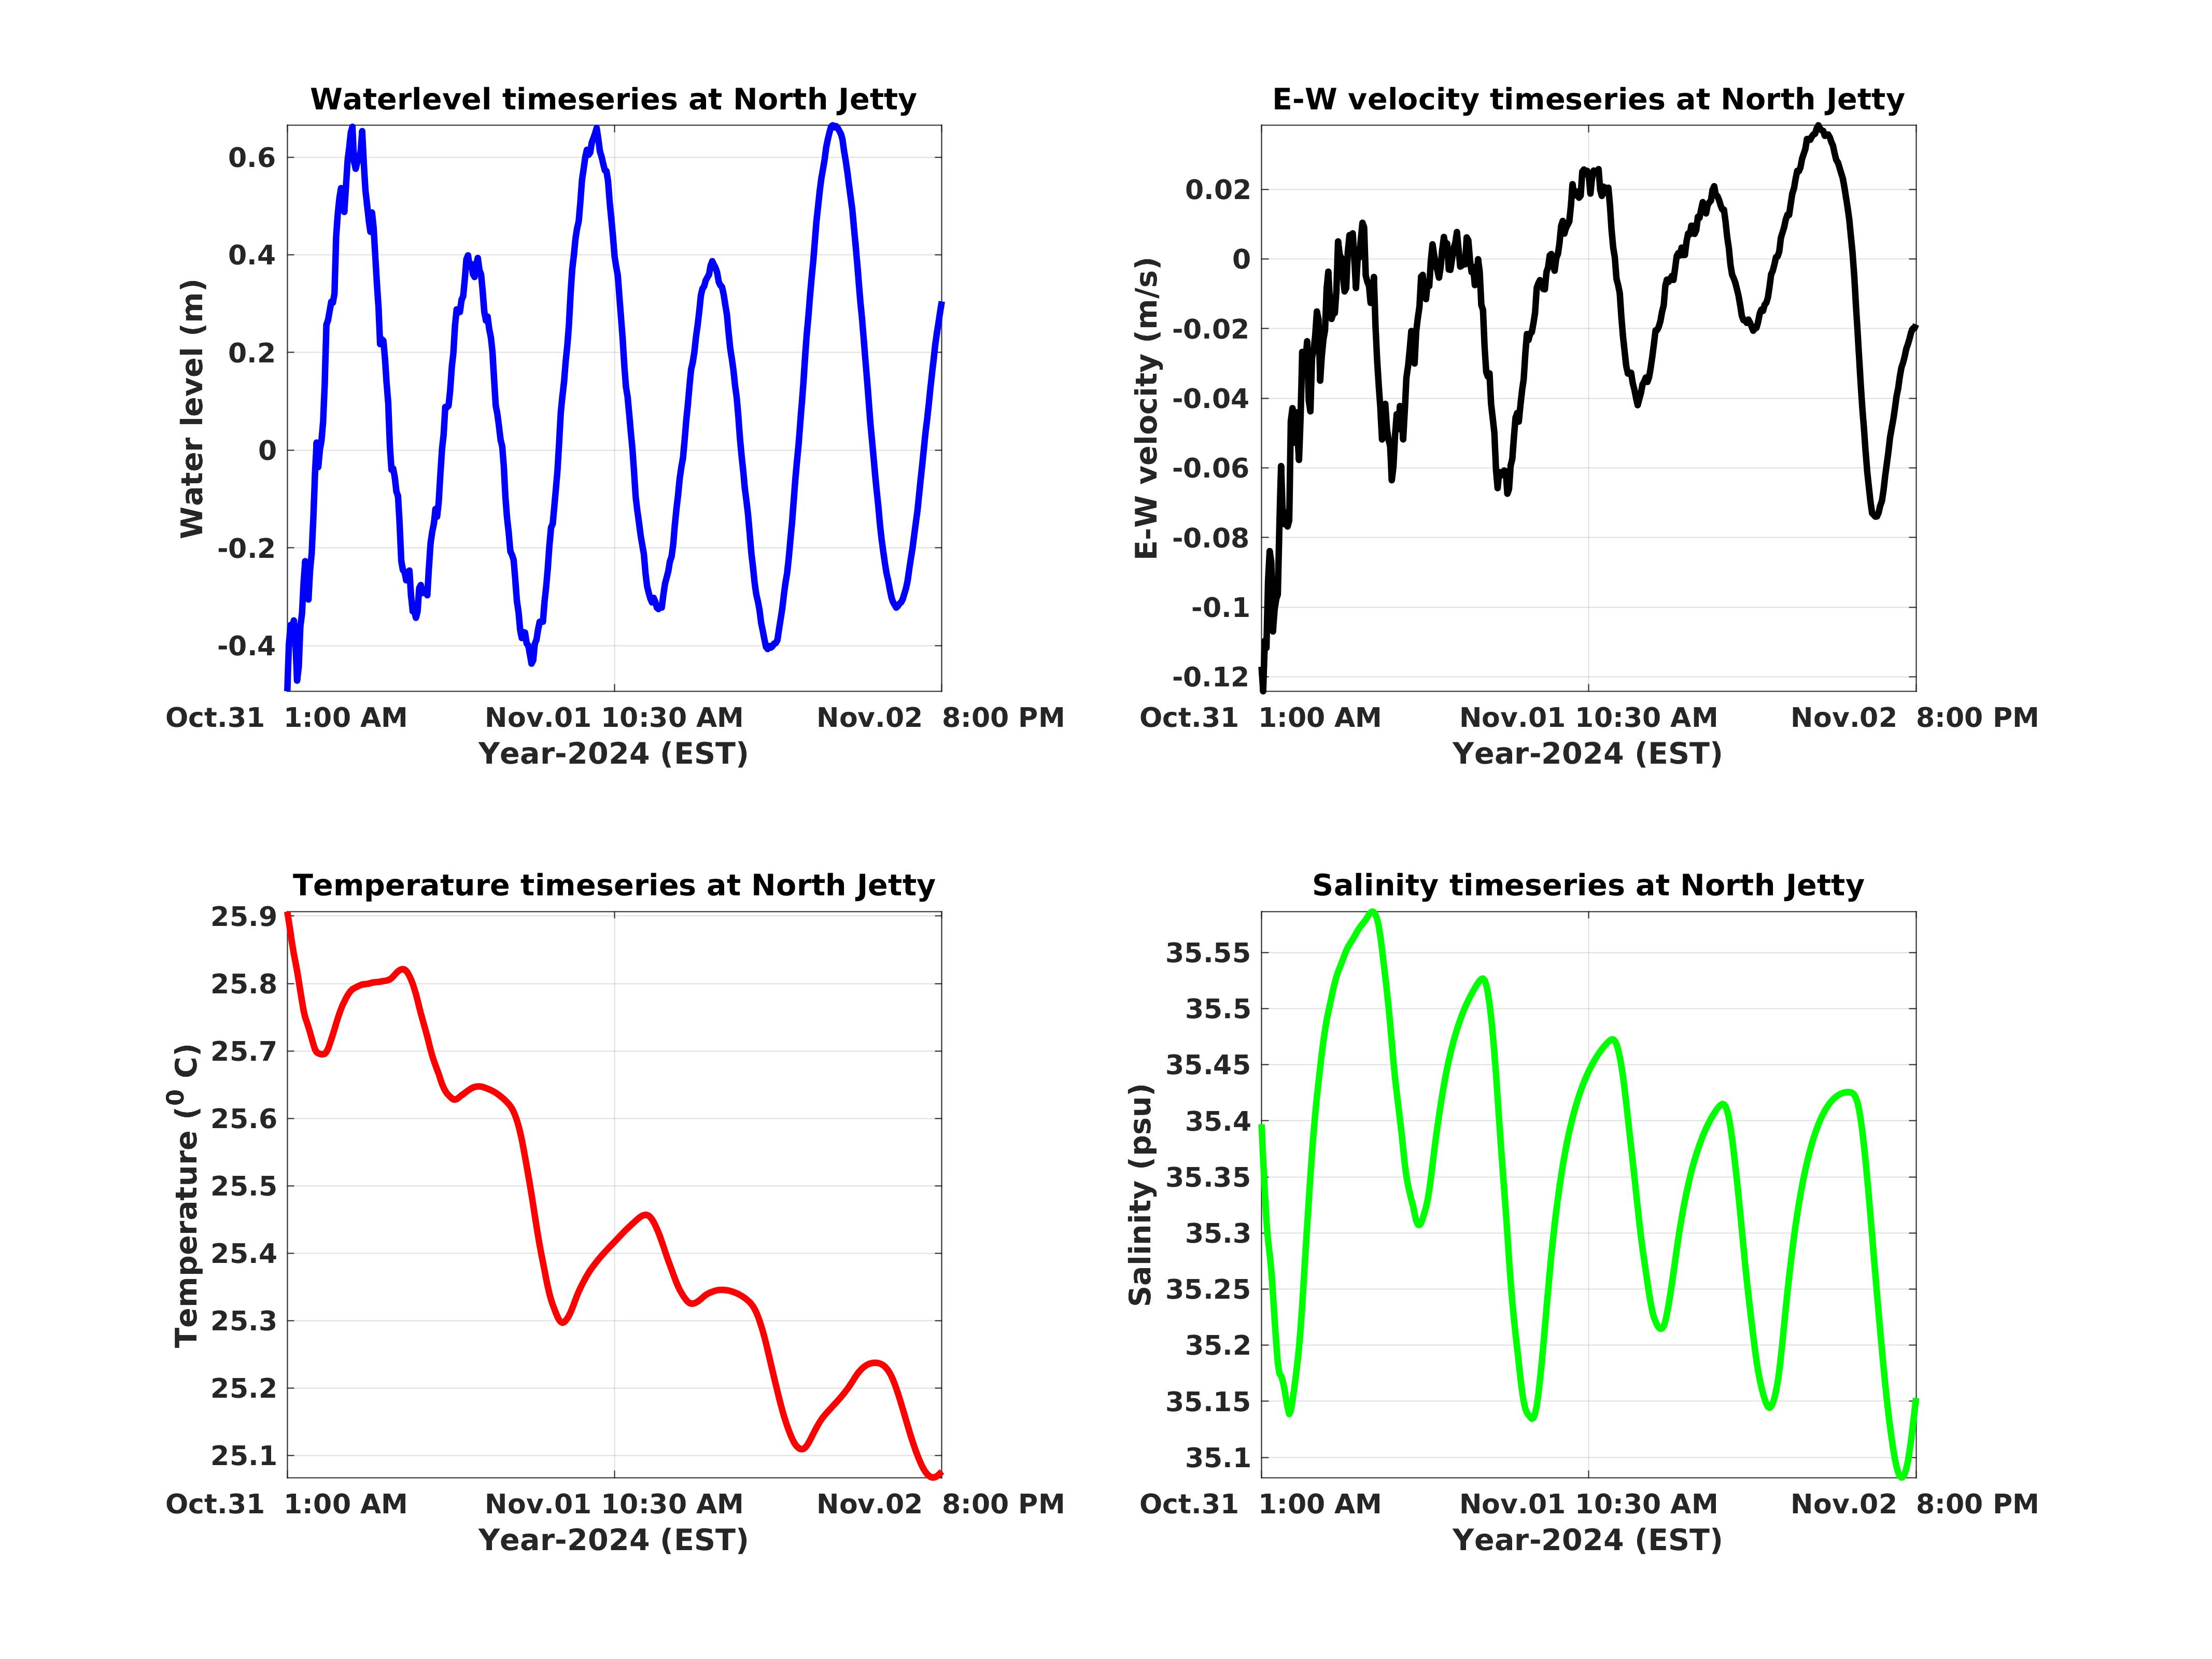 Waterlevel timeseries at North Jetty
0.6
0.4
0.2
0
-0.2
-0.4
Water level (m)
Oct.31 1:00 AM Nov.01 10:30 AM Nov.02 8:00 PM
Year-2024 (EST)
E-W velocity timeseries at North Jetty
0.02
0
-0.02
-0.04
-0.06
-0.08
-0.1
-0.12
E-W velocity (m/s)
Oct.31 1:00 AM Nov.01 10:30 AM Nov.02 8:00 PM
Year-2024 (EST)
Temperature timeseries at North Jetty
25.9
25.8
25.7
25.6
25.5
25.4
25.3
25.2
25.1
Temperature (⁰ C)
Oct.31 1:00 AM Nov.01 10:30 AM Nov.02 8:00 PM
Year-2024 (EST)
Salinity timeseries at North Jetty
35.55
35.5
35.45
35.4
35.35
35.3
35.25
35.2
35.15
35.1
Salinity (psu)
Oct.31 1:00 AM Nov.01 10:30 AM Nov.02 8:00 PM
Year-2024 (EST)